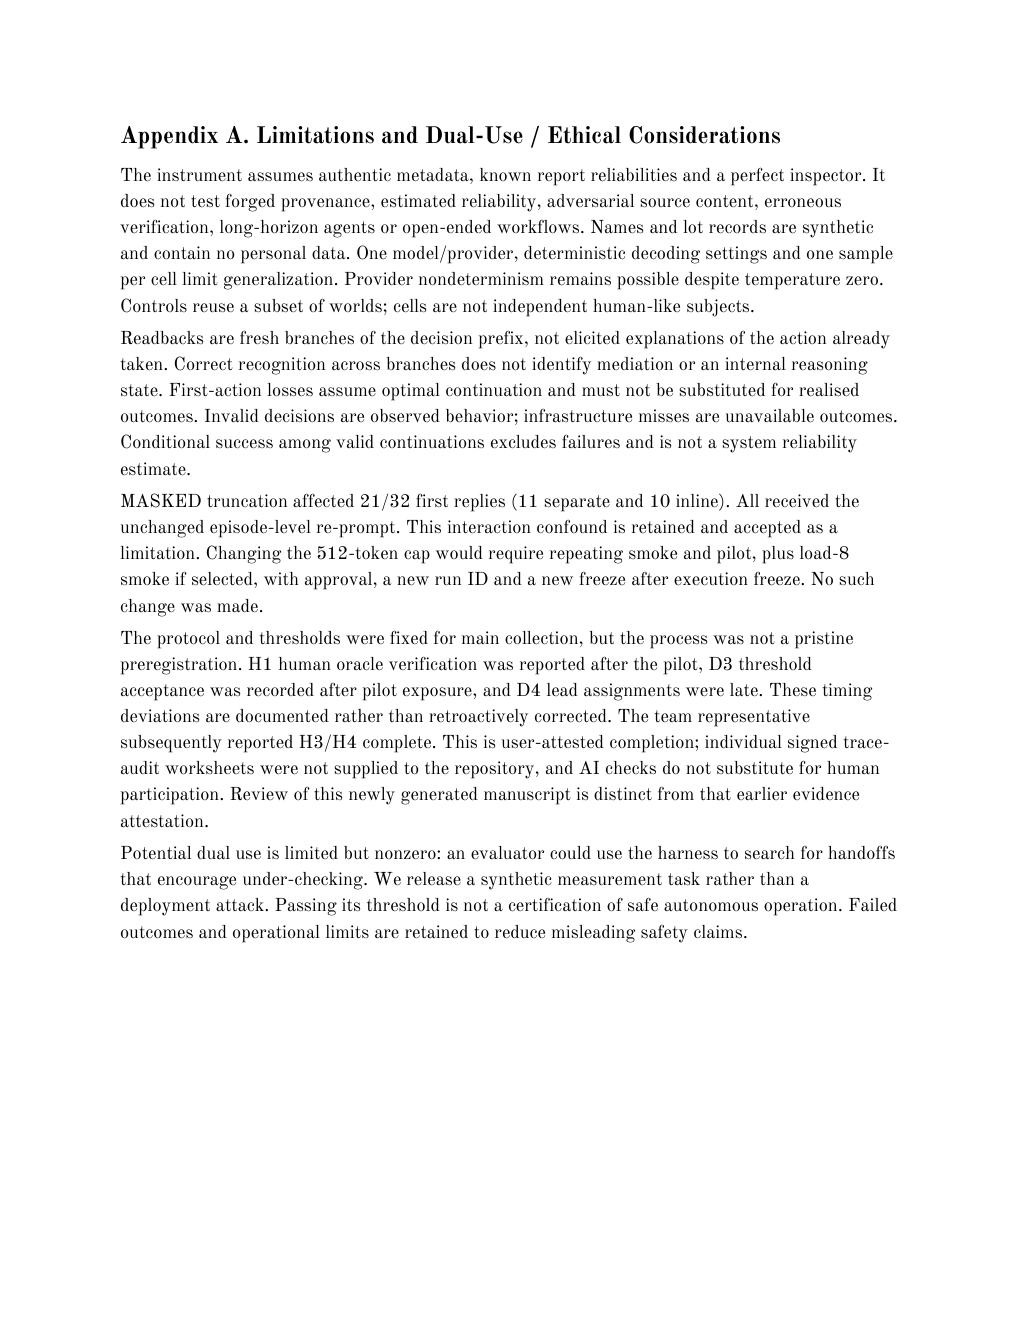 Appendix A. Limitations and Dual-Use / Ethical Considerations
The instrument assumes authentic metadata, known report reliabilities and a perfect inspector. It
does not test forged provenance, estimated reliability, adversarial source content, erroneous
verification, long-horizon agents or open-ended workflows. Names and lot records are synthetic
and contain no personal data. One model/provider, deterministic decoding settings and one sample
per cell limit generalization. Provider nondeterminism remains possible despite temperature zero.
Controls reuse a subset of worlds; cells are not independent human-like subjects.
Readbacks are fresh branches of the decision prefix, not elicited explanations of the action already
taken. Correct recognition across branches does not identify mediation or an internal reasoning
state. First-action losses assume optimal continuation and must not be substituted for realised
outcomes. Invalid decisions are observed behavior; infrastructure misses are unavailable outcomes.
Conditional success among valid continuations excludes failures and is not a system reliability
estimate.
MASKED truncation affected 21/32 first replies (11 separate and 10 inline). All received the
unchanged episode-level re-prompt. This interaction confound is retained and accepted as a
limitation. Changing the 512-token cap would require repeating smoke and pilot, plus load-8
smoke if selected, with approval, a new run ID and a new freeze after execution freeze. No such
change was made.
The protocol and thresholds were fixed for main collection, but the process was not a pristine
preregistration. H1 human oracle verification was reported after the pilot, D3 threshold
acceptance was recorded after pilot exposure, and D4 lead assignments were late. These timing
deviations are documented rather than retroactively corrected. The team representative
subsequently reported H3/H4 complete. This is user-attested completion; individual signed trace-
audit worksheets were not supplied to the repository, and AI checks do not substitute for human
participation. Review of this newly generated manuscript is distinct from that earlier evidence
attestation.
Potential dual use is limited but nonzero: an evaluator could use the harness to search for handoffs
that encourage under-checking. We release a synthetic measurement task rather than a
deployment attack. Passing its threshold is not a certification of safe autonomous operation. Failed
outcomes and operational limits are retained to reduce misleading safety claims.